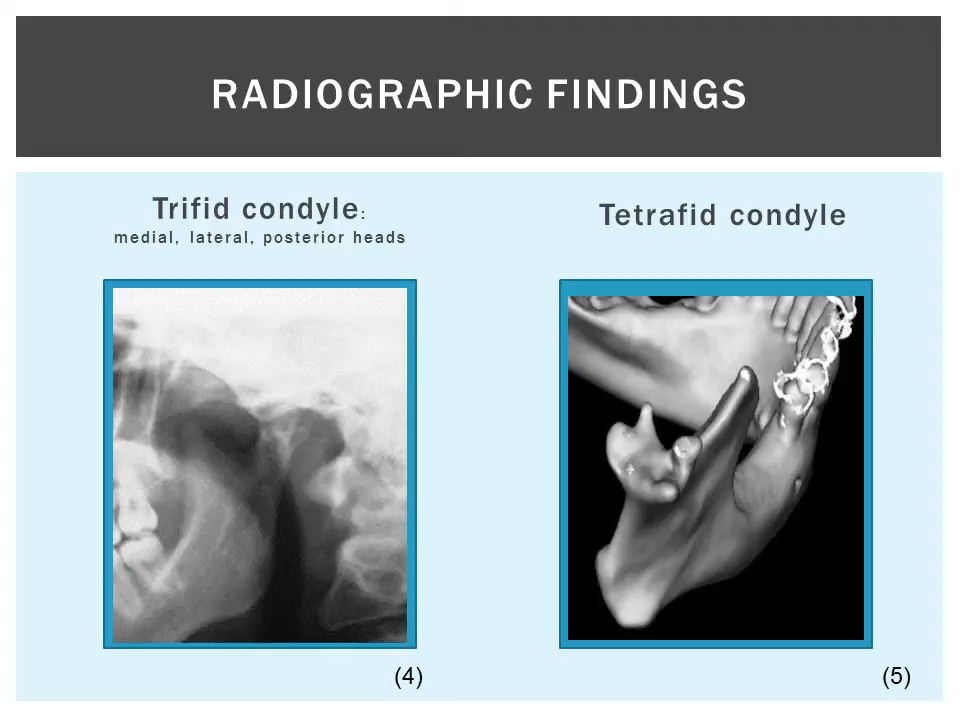 RADIOGRAPHIC FINDINGS
Trifid condyle:
medial, lateral, posterior heads
Tetrafid condyle
(4)
(5)